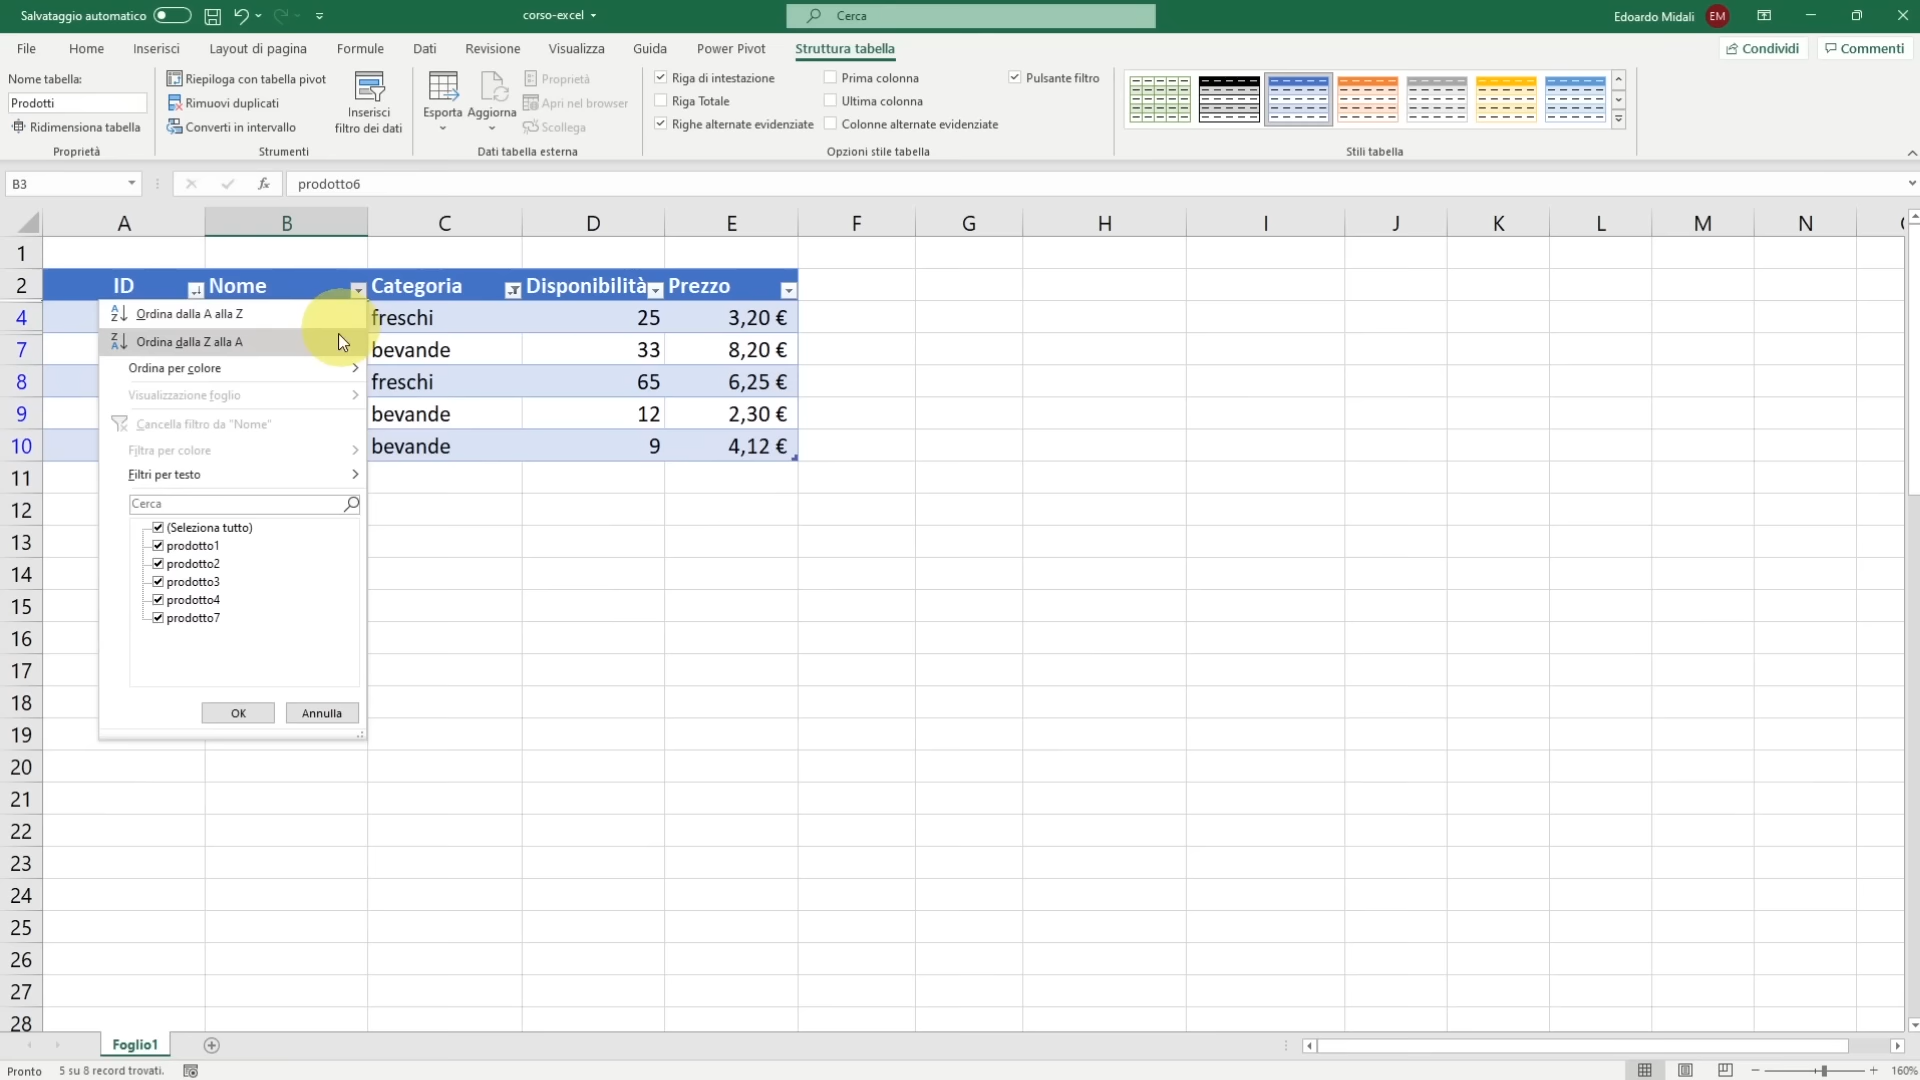 Salvataggio automatico
corso-excel
Cerca
Edoardo Midali
EM
File
Home
Inserisci
Layout di pagina
Formule
Dati
Revisione
Visualizza
Guida
Power Pivot
Struttura tabella
Condividi
Commenti
Nome tabella:
Prodotti
Ridimensiona tabella
Proprietà
Riepiloga con tabella pivot
Rimuovi duplicati
Converti in intervallo
Inserisci
filtro dei dati
Strumenti
Esporta
Aggiorna
Proprietà
Apri nel browser
Scollega
Dati tabella esterna
Riga di intestazione
Riga Totale
Righe alternate evidenziate
Prima colonna
Ultima colonna
Colonne alternate evidenziate
Pulsante filtro
Opzioni stile tabella
Stili tabella
B3
fx
prodotto6
A B C D E F G H I J K L M N
1
2 ID Nome Categoria Disponibilità Prezzo
4 freschi 25 3,20 €
7 bevande 33 8,20 €
8 freschi 65 6,25 €
9 bevande 12 2,30 €
10 bevande 9 4,12 €
11
12
13
14
15
16
17
18
19
20
21
22
23
24
25
26
27
28
Ordina dalla A alla Z
Ordina dalla Z alla A
Ordina per colore
Visualizzazione foglio
Cancella filtro da "Nome"
Filtra per colore
Filtri per testo
Cerca
(Seleziona tutto)
prodotto1
prodotto2
prodotto3
prodotto4
prodotto7
OK
Annulla
Foglio1
Pronto
5 su 8 record trovati.
160%